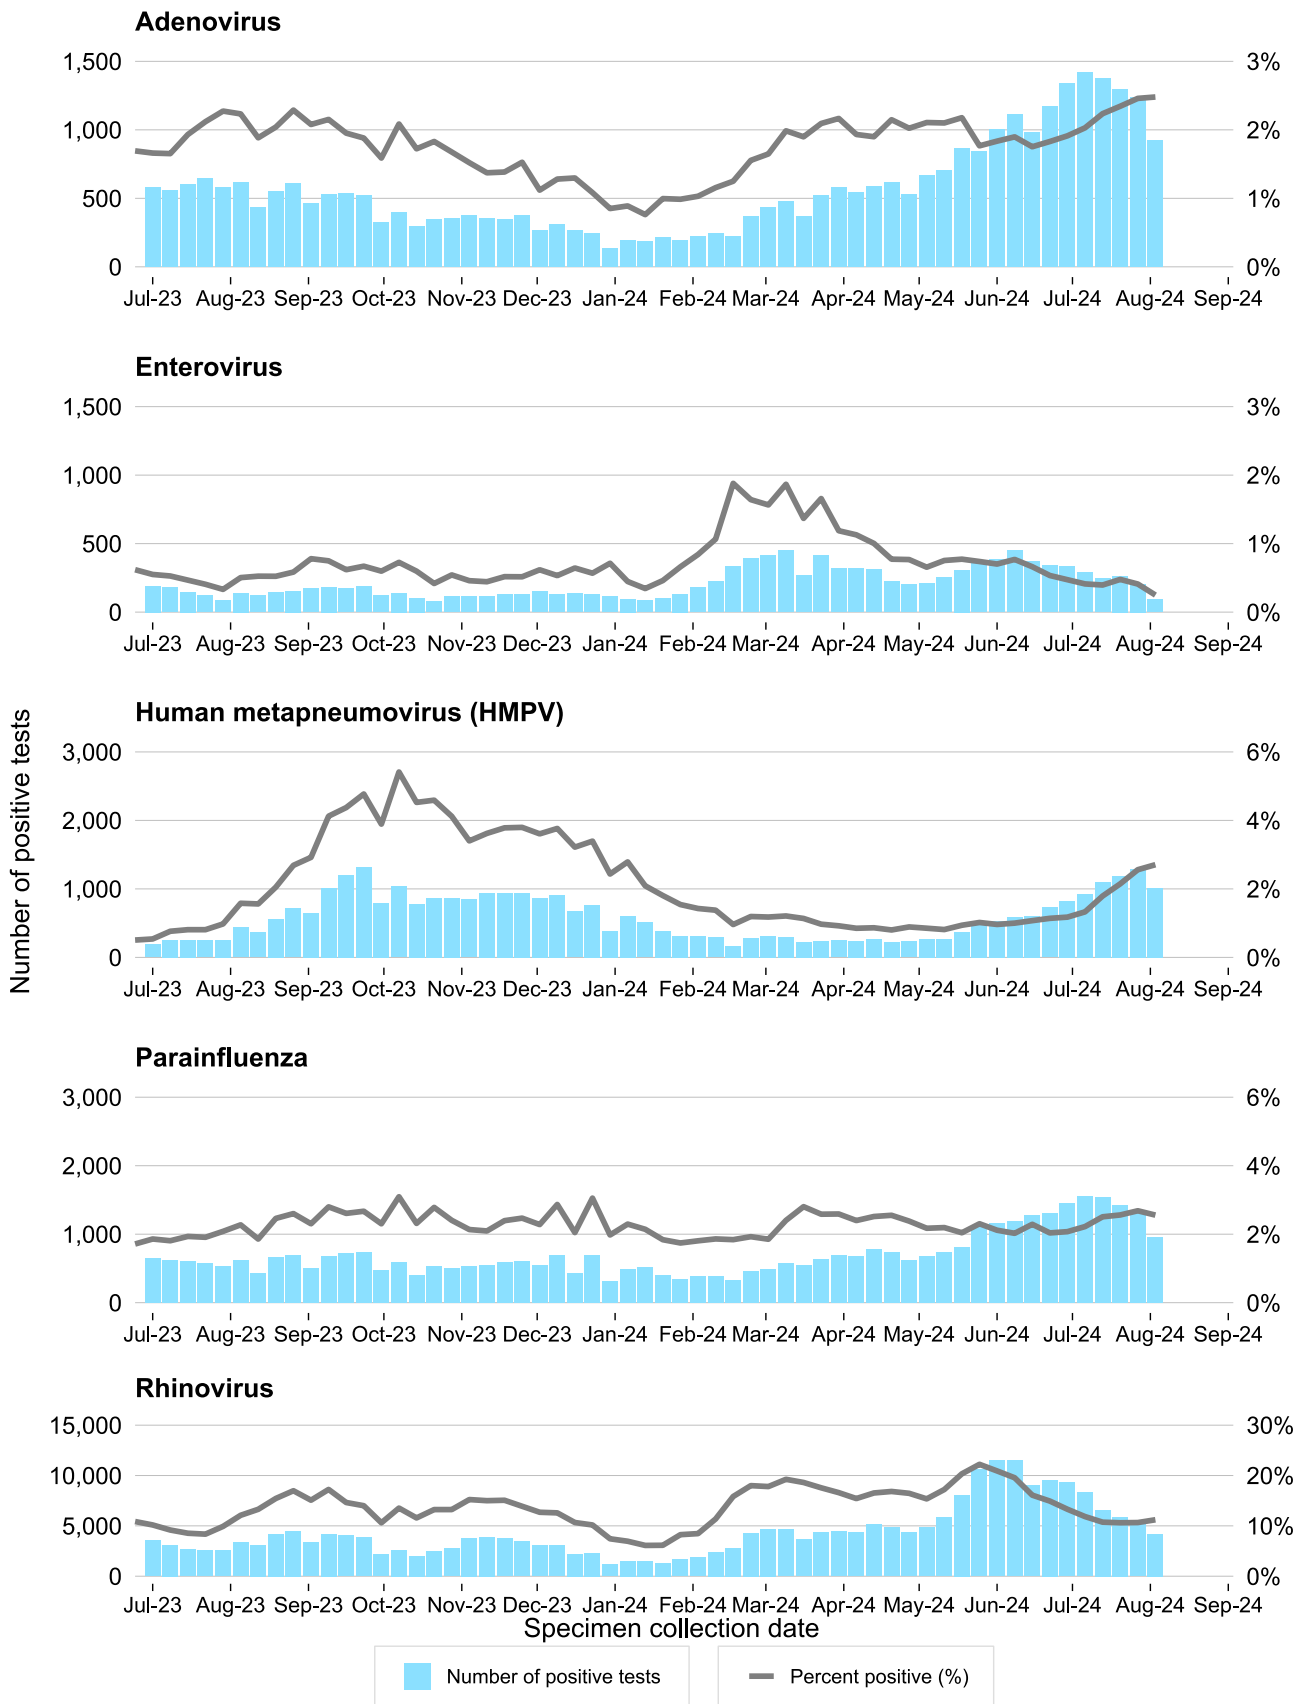 Adenovirus
1,500 3%
1,000 2%
500 1%
0 0%
Jul-23 Aug-23 Sep-23 Oct-23 Nov-23 Dec-23 Jan-24 Feb-24 Mar-24 Apr-24 May-24 Jun-24 Jul-24 Aug-24 Sep-24
Enterovirus
1,500 3%
1,000 2%
500 1%
0 0%
Jul-23 Aug-23 Sep-23 Oct-23 Nov-23 Dec-23 Jan-24 Feb-24 Mar-24 Apr-24 May-24 Jun-24 Jul-24 Aug-24 Sep-24
Number of positive tests
Human metapneumovirus (HMPV)
3,000 6%
2,000 4%
1,000 2%
0 0%
Jul-23 Aug-23 Sep-23 Oct-23 Nov-23 Dec-23 Jan-24 Feb-24 Mar-24 Apr-24 May-24 Jun-24 Jul-24 Aug-24 Sep-24
Parainfluenza
3,000 6%
2,000 4%
1,000 2%
0 0%
Jul-23 Aug-23 Sep-23 Oct-23 Nov-23 Dec-23 Jan-24 Feb-24 Mar-24 Apr-24 May-24 Jun-24 Jul-24 Aug-24 Sep-24
Rhinovirus
15,000 30%
10,000 20%
5,000 10%
0 0%
Jul-23 Aug-23 Sep-23 Oct-23 Nov-23 Dec-23 Jan-24 Feb-24 Mar-24 Apr-24 May-24 Jun-24 Jul-24 Aug-24 Sep-24
Specimen collection date
Number of positive tests Percent positive (%)